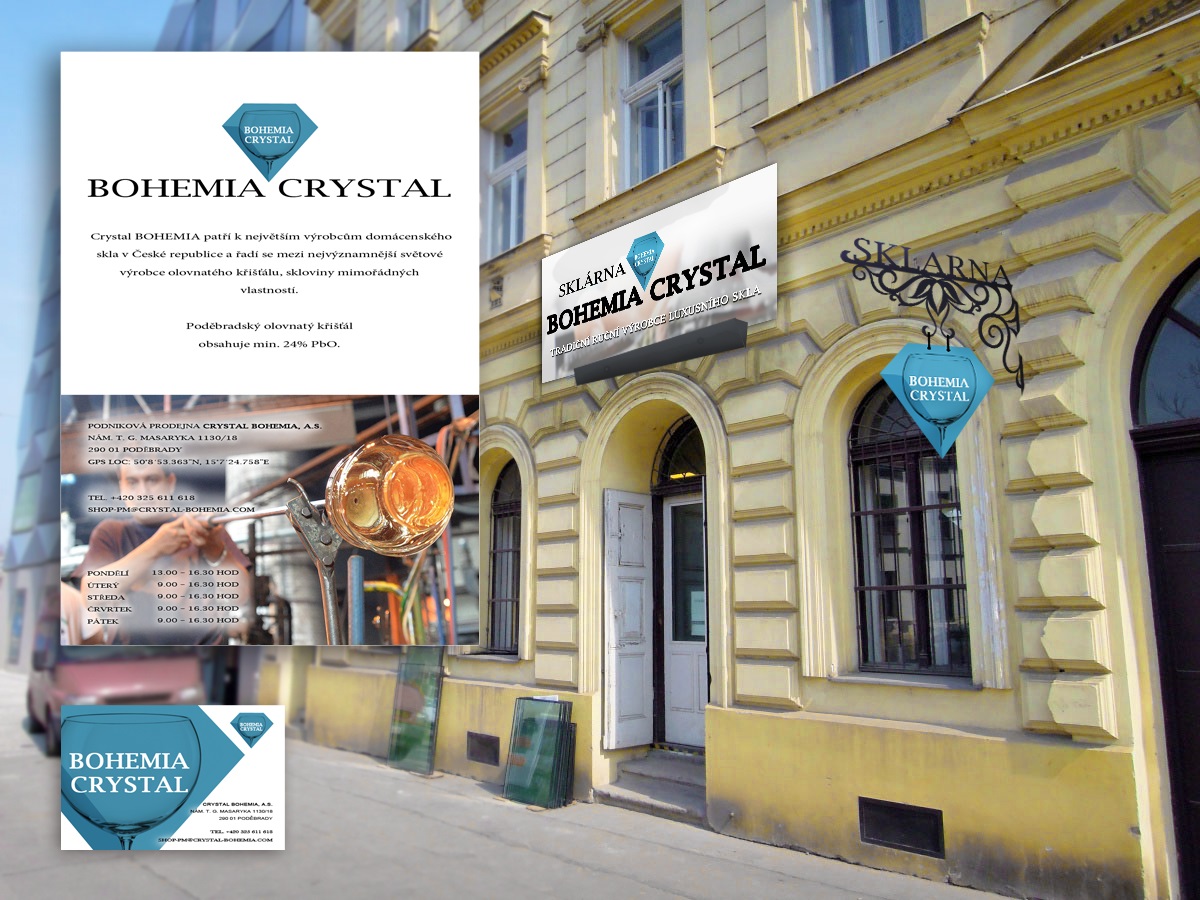 BOHEMIA
CRYSTAL
BOHEMIA CRYSTAL
Crystal BOHEMIA patří k největším výrobcům domácenského
skla v České republice a řadí se mezi nejvýznamnější světové
výrobce olovnatého křišťálu, skloviny mimořádných
vlastností.
Poděbradský olovnatý křišťál
obsahuje min. 24% PbO.
PODNIKOVÁ PRODEJNA CRYSTAL BOHEMIA, A.S.
NÁM. T. G. MASARYKA 1130/18
290 01 PODĚBRADY
GPS LOC: 50°8'53.363"N, 15°7'24.758"E
TEL. +420 325 611 618
SHOP-PM@CRYSTAL-BOHEMIA.COM
PONDĚLÍ 13.00 – 16.30 HOD
ÚTERÝ 9.00 – 16.30 HOD
STŘEDA 9.00 – 16.30 HOD
ČRVRTEK 9.00 – 16.30 HOD
PÁTEK 9.00 – 16.30 HOD
BOHEMIA
CRYSTAL
BOHEMIA
CRYSTAL
CRYSTAL BOHEMIA, A.S.
NÁM. T. G. MASARYKA 1130/18
290 01 PODĚBRADY
TEL. +420 325 611 618
SHOP-PM@CRYSTAL-BOHEMIA.COM
SKLÁRNA
BOHEMIA
CRYSTAL
BOHEMIA CRYSTAL
TRADIČNÍ RUČNÍ VÝROBCE LUXUSNÍHO SKLA
SKLÁRNA
BOHEMIA
CRYSTAL